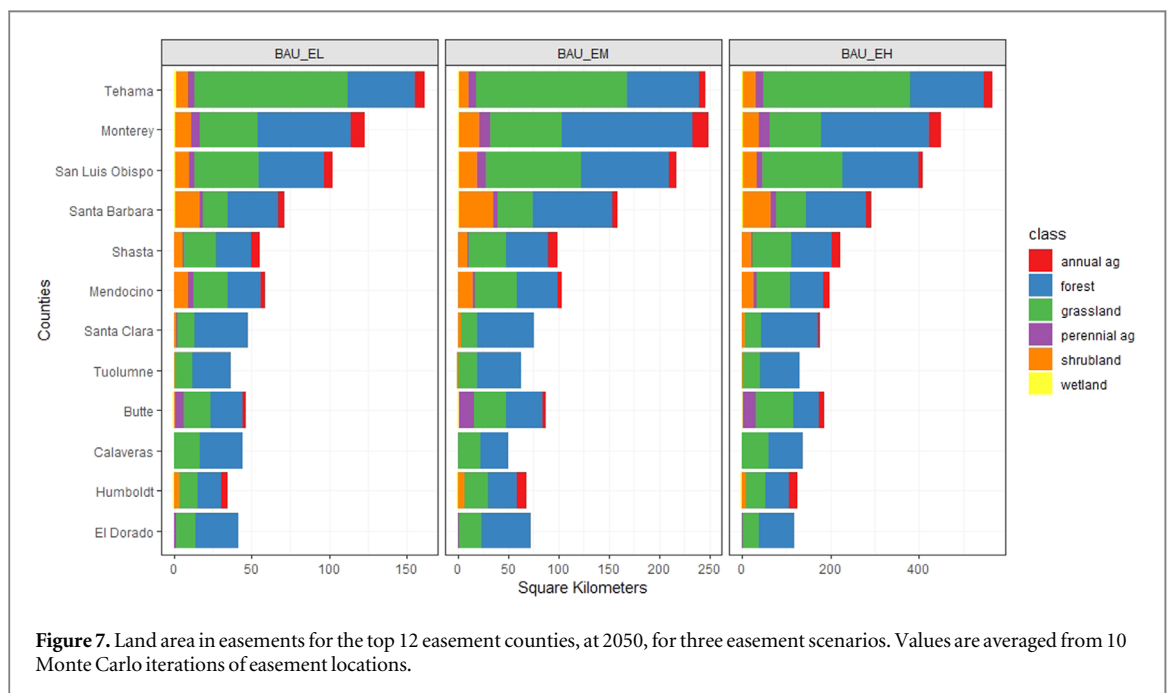 BAU_EL
BAU_EM
BAU_EH
Tehama
Monterey
San Luis Obispo
Santa Barbara
Shasta
Mendocino
Santa Clara
Tuolumne
Butte
Calaveras
Humboldt
El Dorado
Counties
0 50 100 150
0 50 100 150 200 250
0 200 400
Square Kilometers
class
annual ag
forest
grassland
perennial ag
shrubland
wetland
Figure 7. Land area in easements for the top 12 easement counties, at 2050, for three easement scenarios. Values are averaged from 10
Monte Carlo iterations of easement locations.